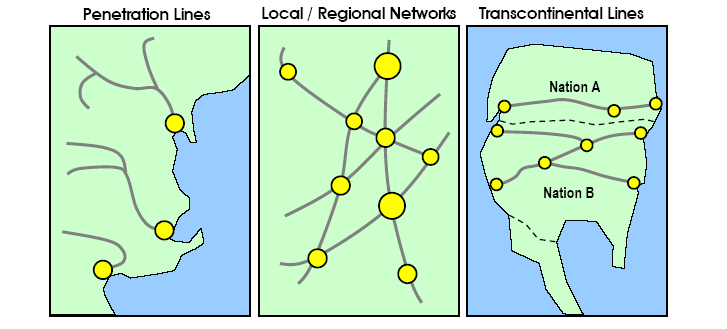 Penetration Lines
Local / Regional Networks
Transcontinental Lines
Nation A
Nation B